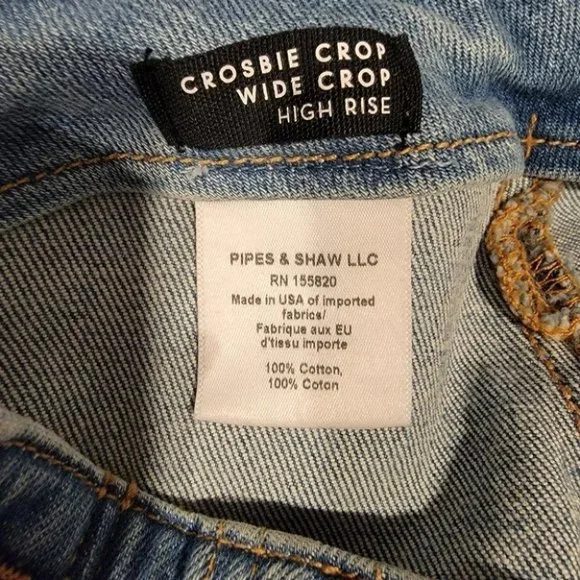 CROSBIE CROP
WIDE CROP
HIGH RISE
PIPES & SHAW LLC
RN 155820
Made in USA of imported
fabrics/
Fabrique aux EU
d'tissu importe
100% Cotton,
100% Coton